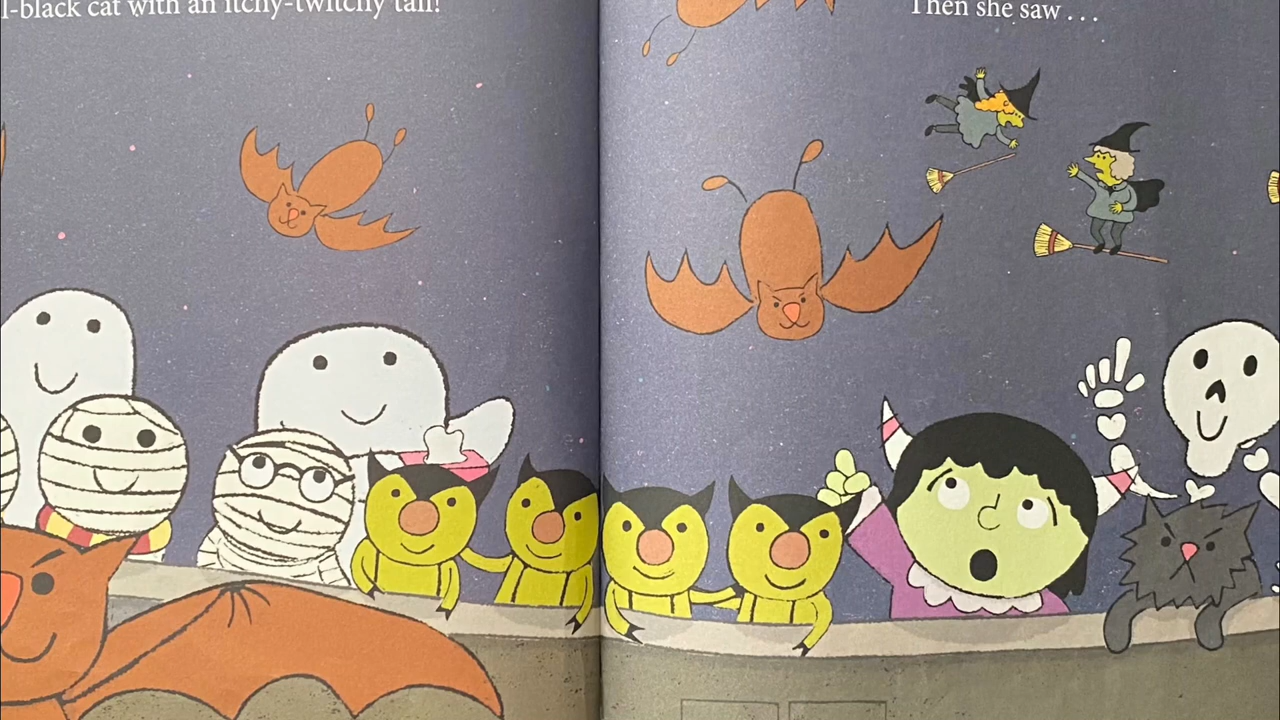 l-black cat with an itchy-twitchy tail!
Then she saw . . .